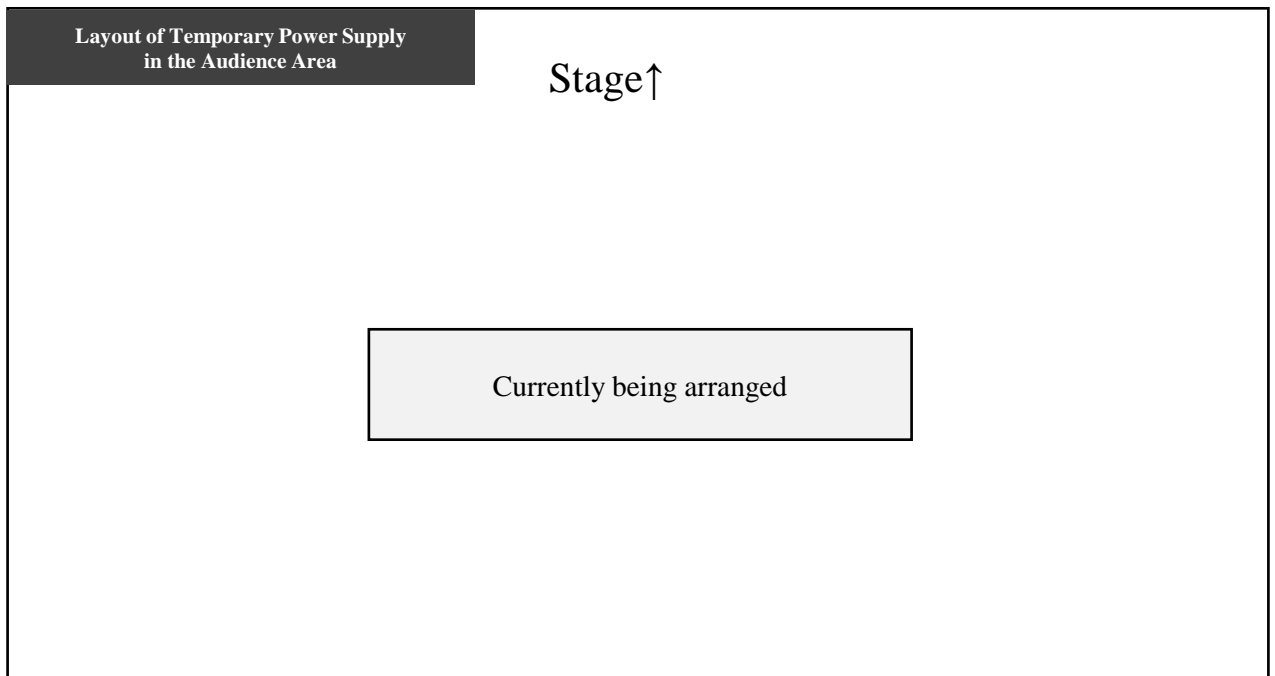 Layout of Temporary Power Supply
in the Audience Area
Stage↑
Currently being arranged